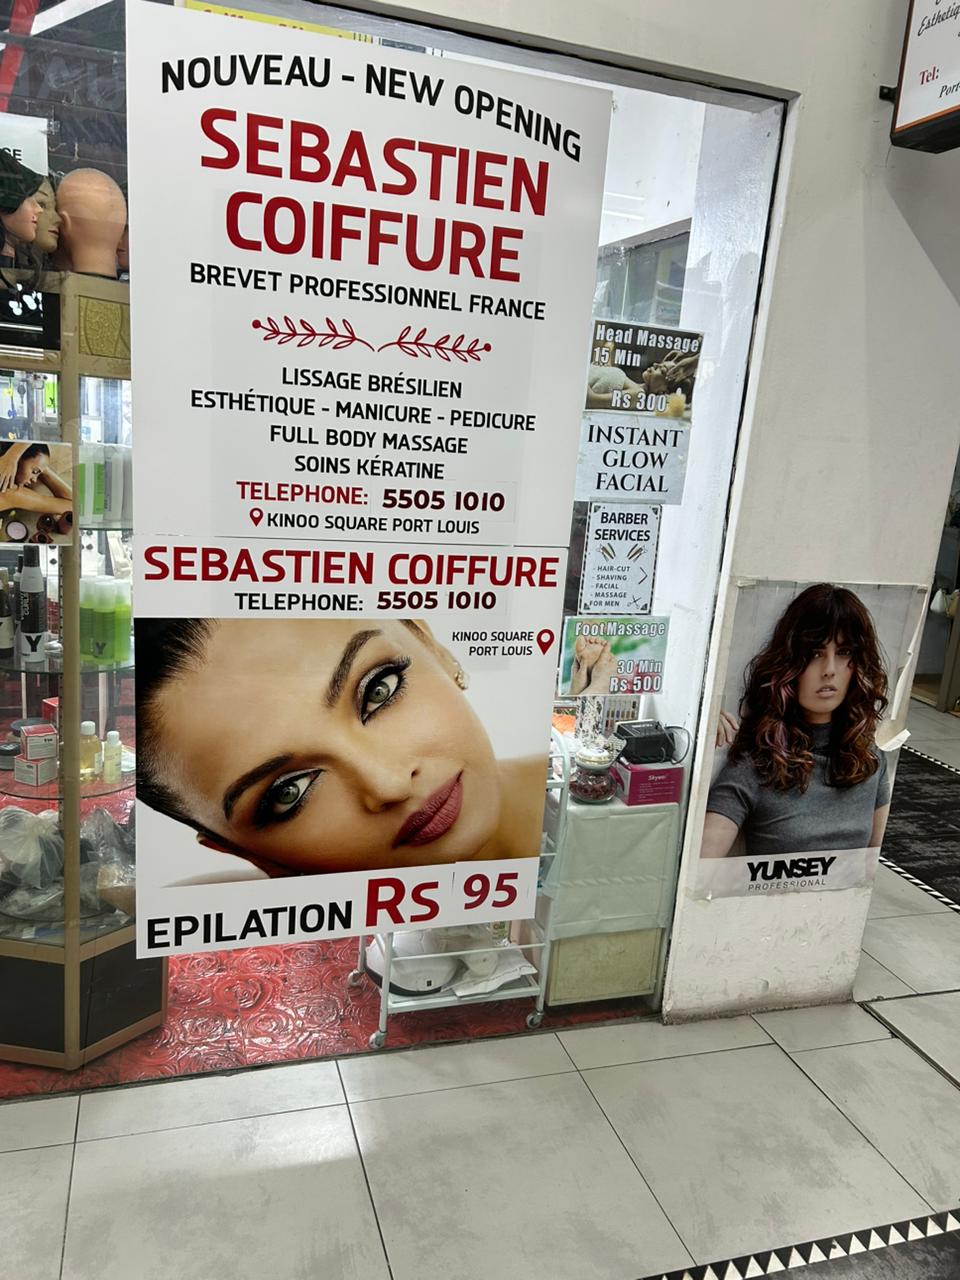 NOUVEAU - NEW OPENING
SEBASTIEN
COIFFURE
BREVET PROFESSIONNEL FRANCE
LISSAGE BRÉSILIEN
ESTHÉTIQUE - MANICURE - PEDICURE
FULL BODY MASSAGE
SOINS KÉRATINE
TELEPHONE: 5505 1010
KINOO SQUARE PORT LOUIS
SEBASTIEN COIFFURE
TELEPHONE: 5505 1010
KINOO SQUARE
PORT LOUIS
EPILATION Rs 95
Head Massage
15 Min
Rs 300
INSTANT
GLOW
FACIAL
BARBER
SERVICES
- HAIR-CUT
- SHAVING
- FACIAL
- MASSAGE
FOR MEN
Foot Massage
30 Min
Rs 500
YUNSEY
PROFESSIONAL
Tel: